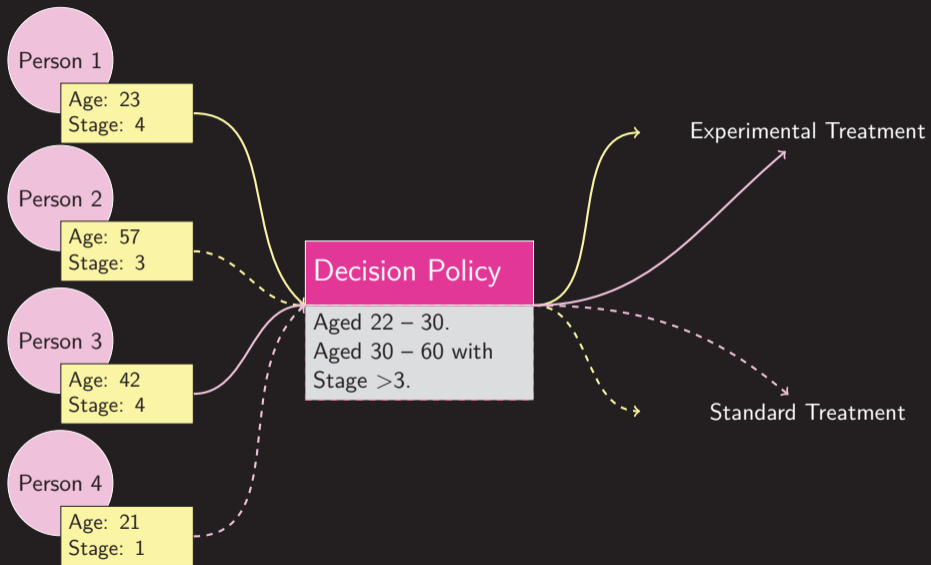 Person 1
Age: 23
Stage: 4
Person 2
Age: 57
Stage: 3
Person 3
Age: 42
Stage: 4
Person 4
Age: 21
Stage: 1
Decision Policy
Aged 22 – 30.
Aged 30 – 60 with
Stage >3.
Experimental Treatment
Standard Treatment